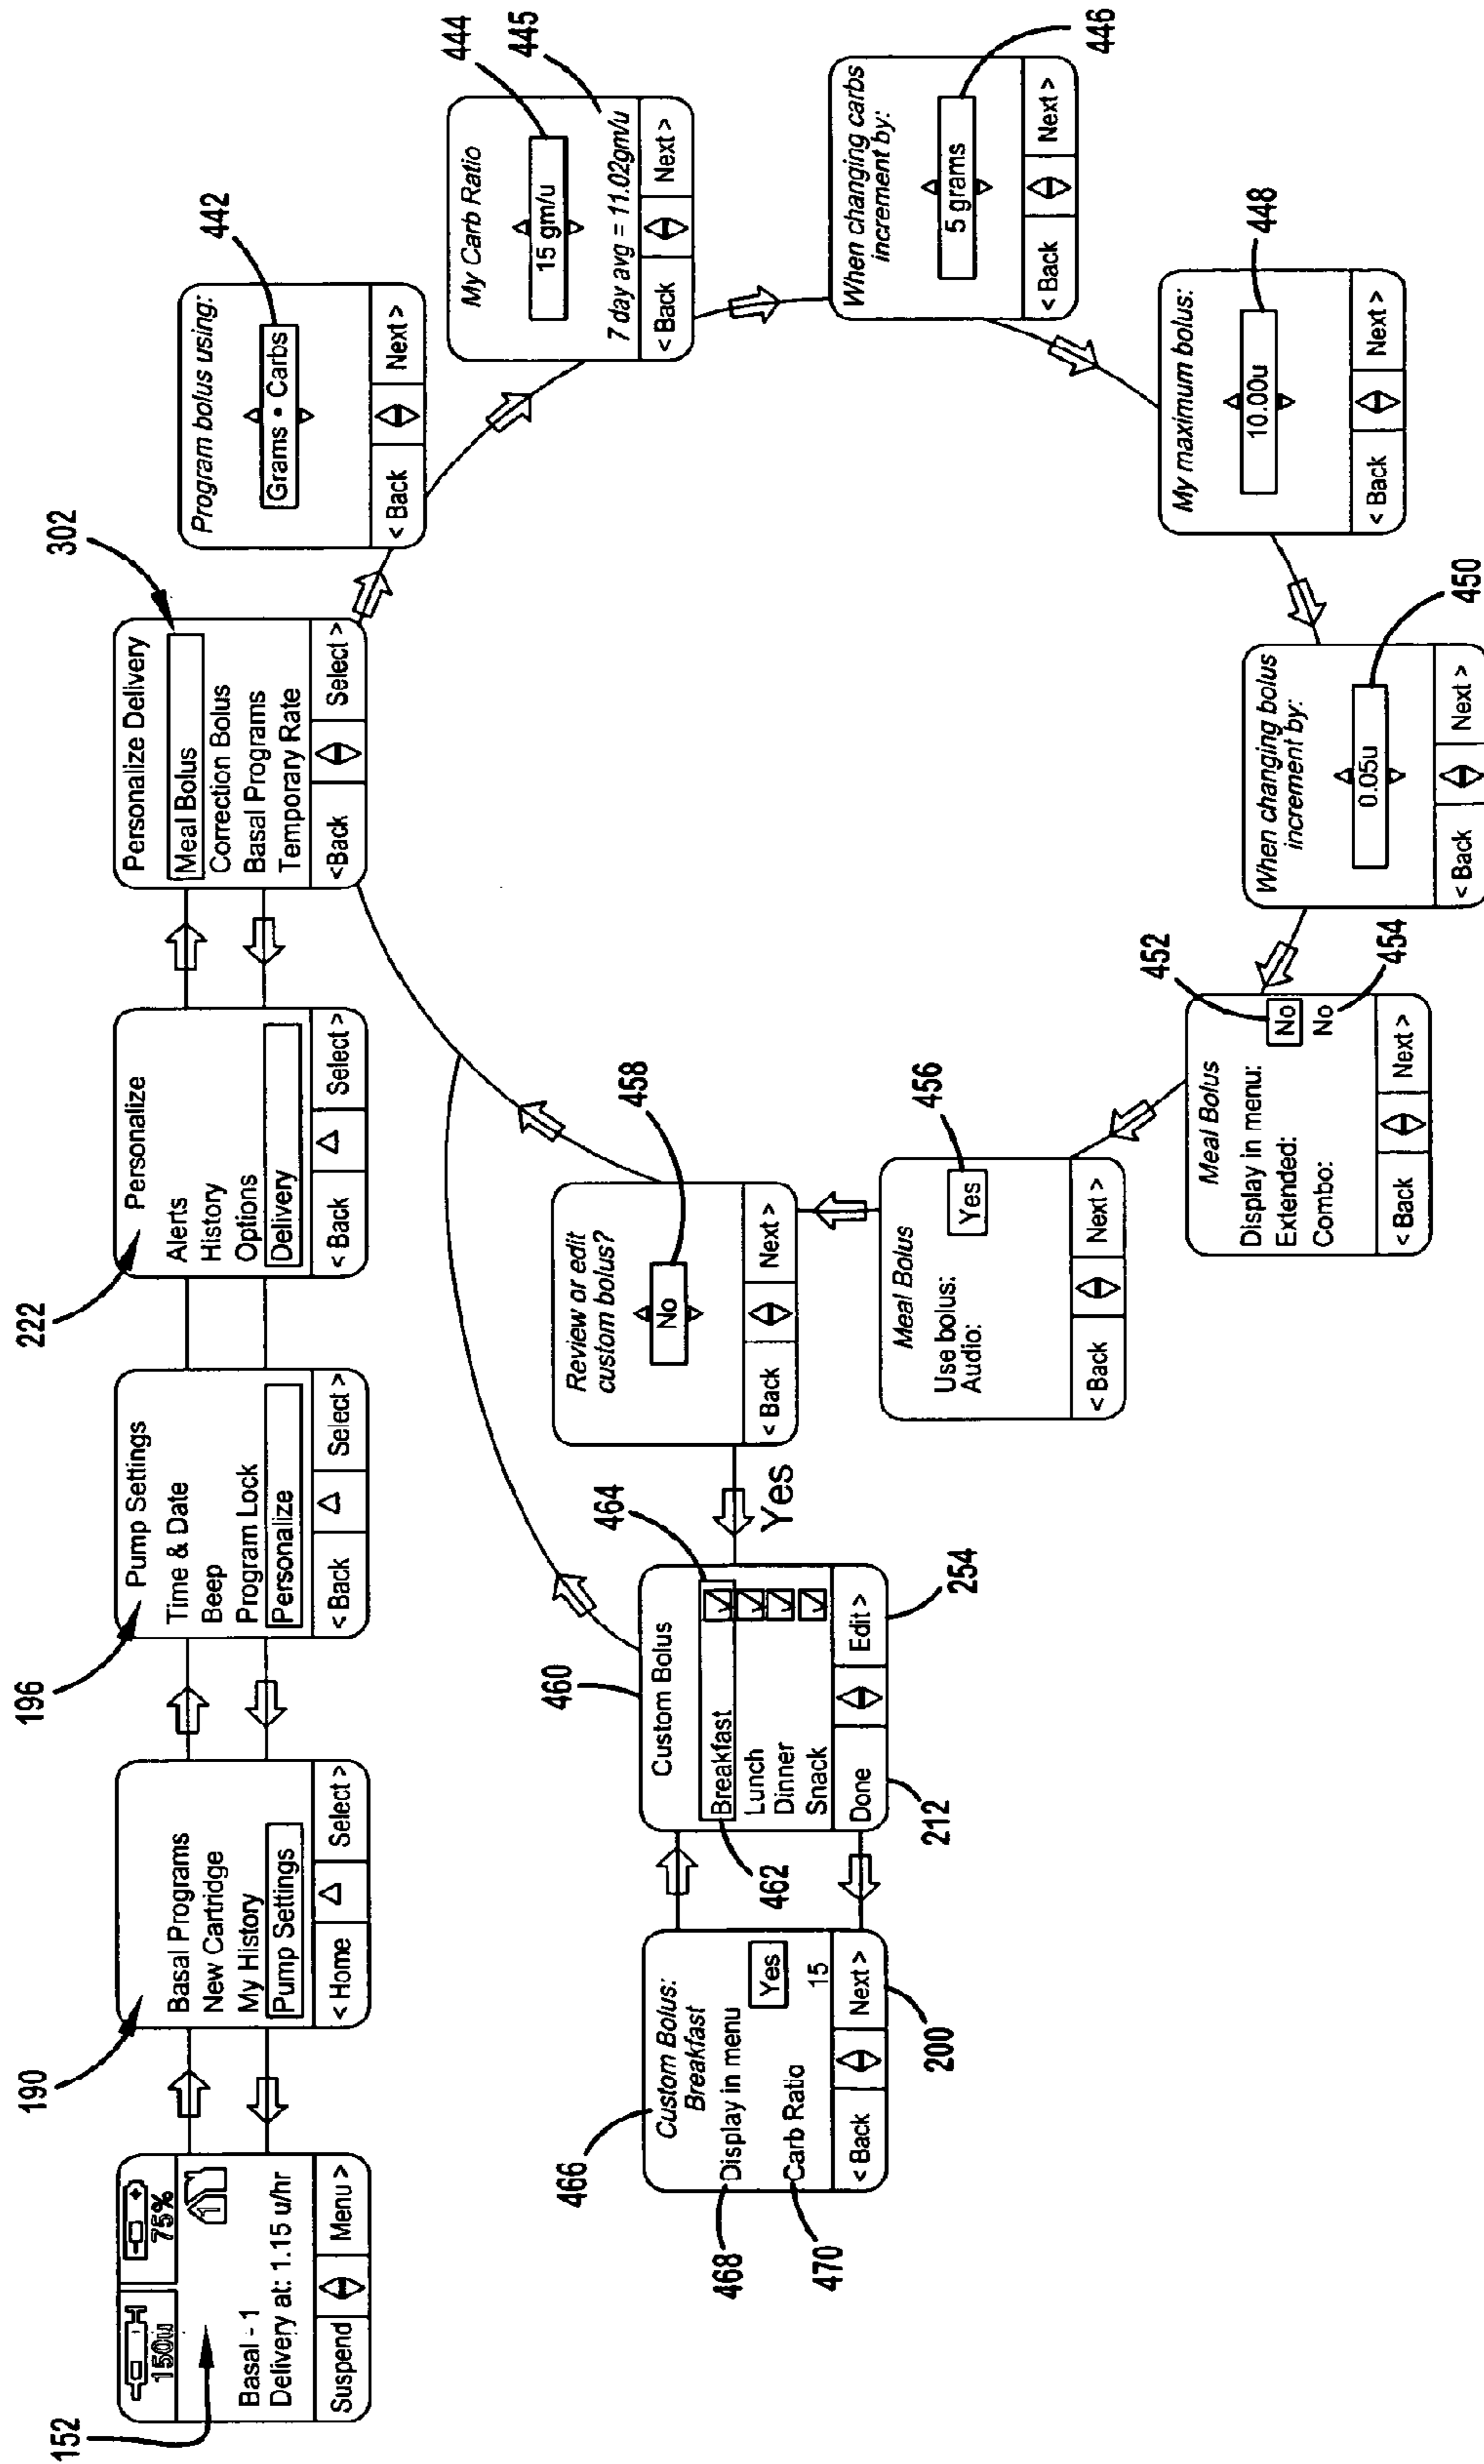 152
150u
75%
Basal - 1
Delivery at: 1.15 u/hr
Suspend
Menu >
190
Basal Programs
New Cartridge
My History
Pump Settings
< Home
Select >
196
Pump Settings
Time & Date
Beep
Program Lock
Personalize
< Back
Select >
222
Personalize
Alerts
History
Options
Delivery
< Back
Select >
302
Personalize Delivery
Meal Bolus
Correction Bolus
Basal Programs
Temporary Rate
<Back
Select >
442
Program bolus using:
Grams • Carbs
< Back
Next >
444
445
My Carb Ratio
15 gm/u
7 day avg = 11.02gm/u
< Back
Next >
446
When changing carbs
increment by:
5 grams
< Back
Next >
448
My maximum bolus:
10.00u
< Back
Next >
450
When changing bolus
increment by:
0.05u
< Back
Next >
452
454
Meal Bolus
Display in menu:
Extended:
No
Combo:
No
< Back
Next >
456
Meal Bolus
Use bolus:
Audio:
Yes
< Back
Next >
458
Review or edit
custom bolus?
No
< Back
Next >
Yes
460
464
Custom Bolus
Breakfast
Lunch
Dinner
Snack
Done
Edit >
462
212
254
466
Custom Bolus:
Breakfast
468
Display in menu
Yes
470
Carb Ratio
15
< Back
Next >
200